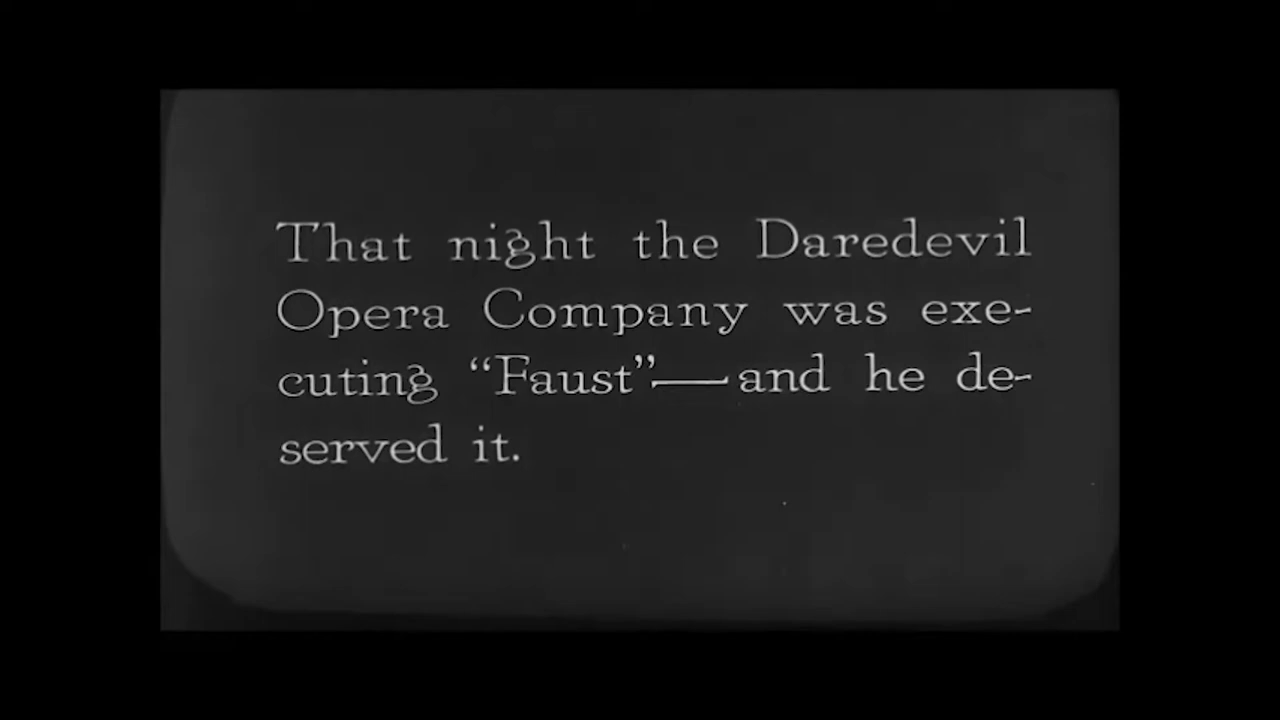 That night the Daredevil
Opera Company was exe-
cuting “Faust”—and he de-
served it.